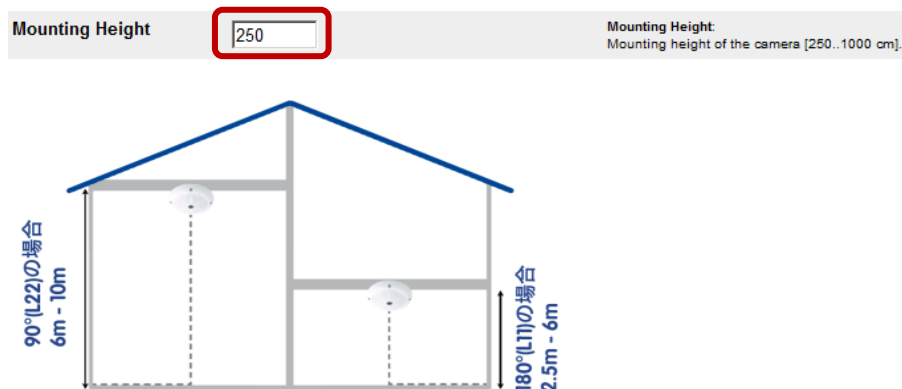 Mounting Height
250
Mounting Height:
Mounting height of the camera [250..1000 cm].
90°(L22)の場合
6m - 10m
180°(L11)の場合
2.5m - 6m